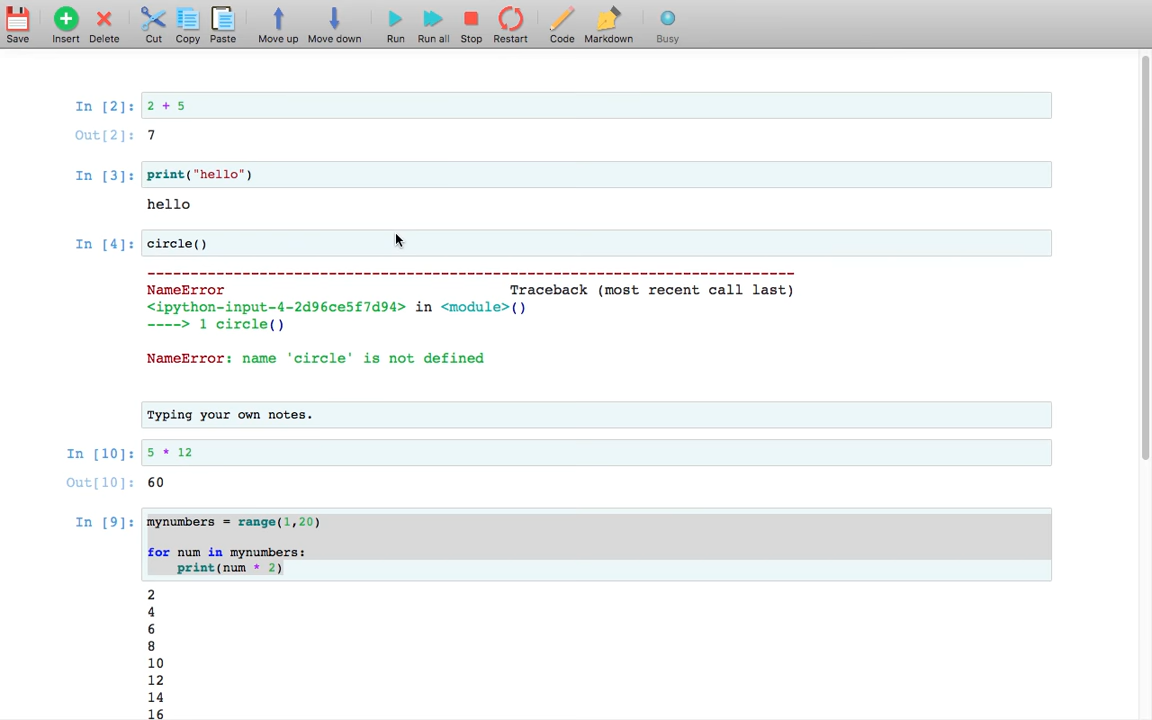 Save Insert Delete Cut Copy Paste Move up Move down Run Run all Stop Restart Code Markdown Busy
In [2]: 2 + 5
Out[2]: 7
In [3]: print("hello")
hello
In [4]: circle()
---------------------------------------------------------------------------
NameError Traceback (most recent call last)
<ipython-input-4-2d96ce5f7d94> in <module>()
----> 1 circle()
NameError: name 'circle' is not defined
Typing your own notes.
In [10]: 5 * 12
Out[10]: 60
In [9]: mynumbers = range(1,20)
for num in mynumbers:
print(num * 2)
2
4
6
8
10
12
14
16